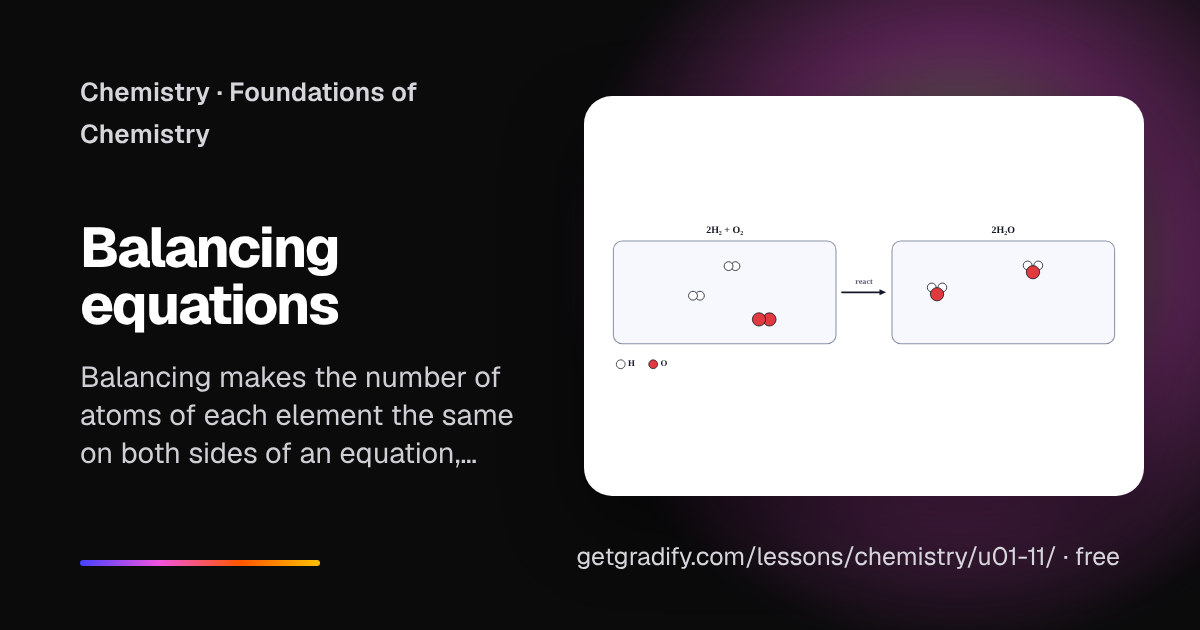 Chemistry · Foundations of
Chemistry
Balancing
equations
Balancing makes the number of
atoms of each element the same
on both sides of an equation,...
2H₂ + O₂
react
2H₂O
H
O
getgradify.com/lessons/chemistry/u01-11/ · free